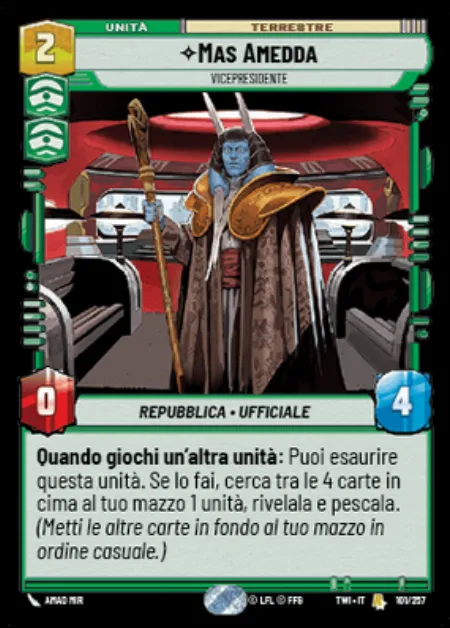 UNITÀ
TERRESTRE
2
✧MAS AMEDDA
VICEPRESIDENTE
0
REPUBBLICA • UFFICIALE
4
Quando giochi un'altra unità: Puoi esaurire
questa unità. Se lo fai, cerca tra le 4 carte in
cima al tuo mazzo 1 unità, rivelala e pescala.
(Metti le altre carte in fondo al tuo mazzo in
ordine casuale.)
AMAD MIR
© LFL © FFG
TWI • IT
101/257